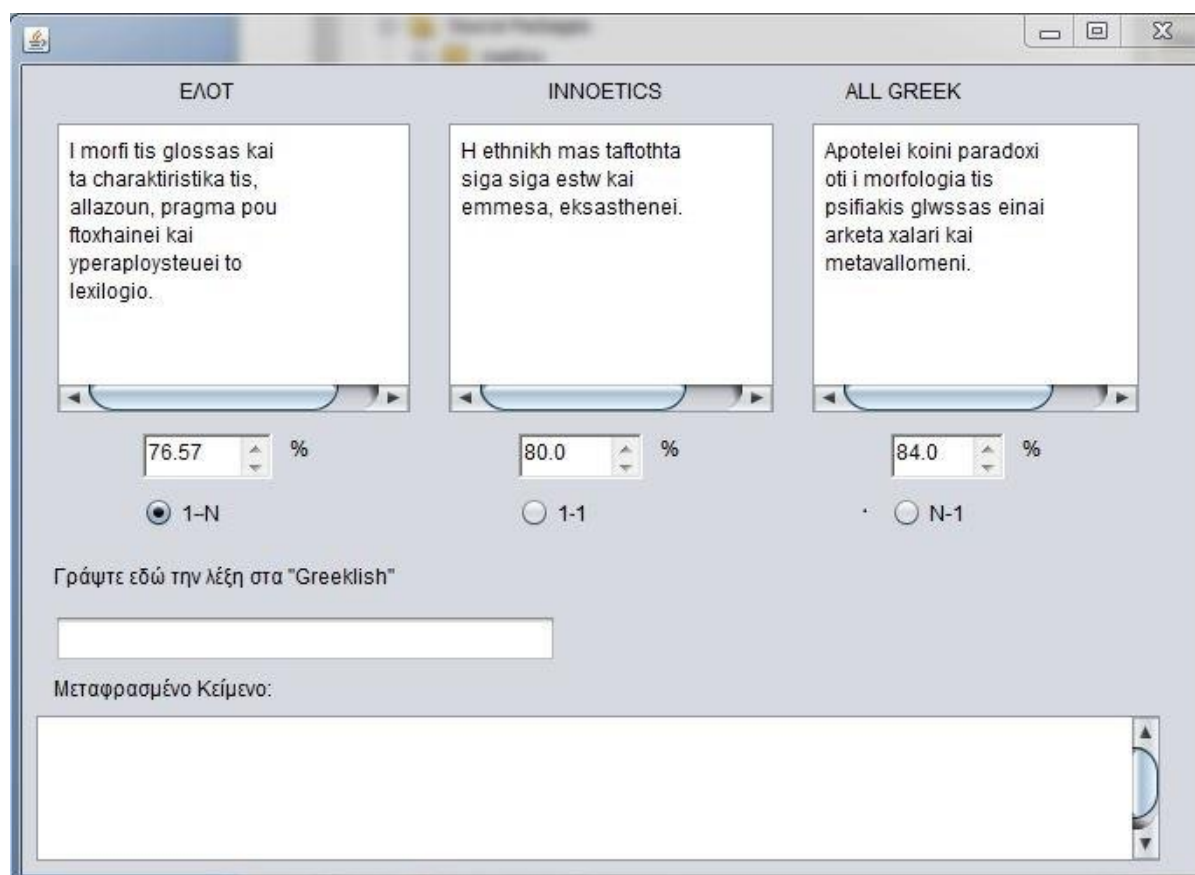 ΕΛΟΤ
INNOETICS
ALL GREEK
I morfi tis glossas kai
ta charaktiristika tis,
allazoun, pragma pou
ftoxhainei kai
yperaploysteuei to
lexilogio.
H ethnikh mas taftothta
siga siga estw kai
emmesa, eksasthenei.
Apotelei koini paradoxi
oti i morfologia tis
psifiakis glwssas einai
arketa xalari kai
metavallomeni.
76.57 %
80.0 %
84.0 %
1–N
1-1
N-1
Γράψτε εδώ την λέξη στα "Greeklish"
Μεταφρασμένο Κείμενο: